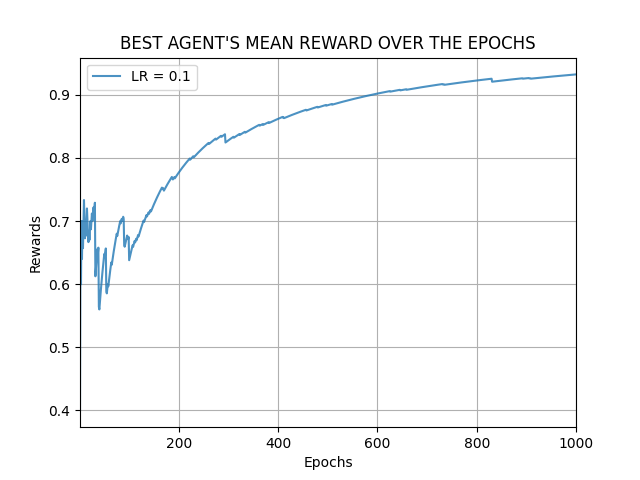 BEST AGENT'S MEAN REWARD OVER THE EPOCHS
LR = 0.1
Rewards
0.9
0.8
0.7
0.6
0.5
0.4
200 400 600 800 1000
Epochs